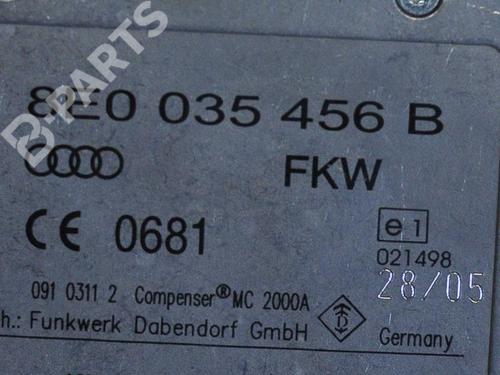 B-PARTS
8E0 035 456 B
FKW
CE 0681
e1
021498
28/05
091 0311 2 Compenser® MC 2000A
h.: Funkwerk Dabendorf GmbH
D
Germany